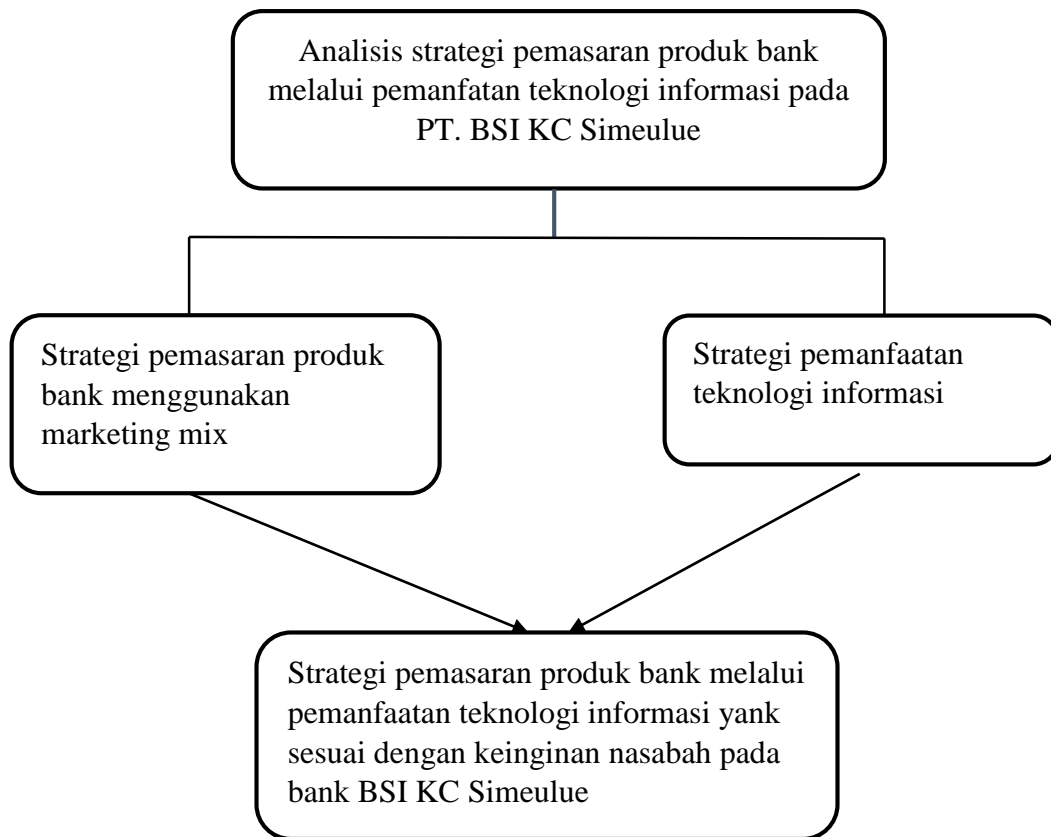 Analisis strategi pemasaran produk bank
melalui pemanfatan teknologi informasi pada
PT. BSI KC Simeulue
Strategi pemasaran produk
bank menggunakan
marketing mix
Strategi pemanfaatan
teknologi informasi
Strategi pemasaran produk bank melalui
pemanfaatan teknologi informasi yank
sesuai dengan keinginan nasabah pada
bank BSI KC Simeulue